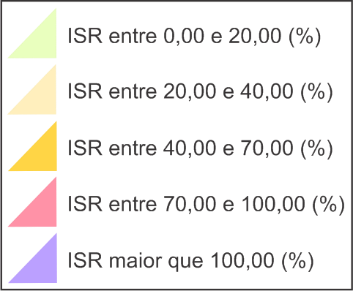 ISR entre 0,00 e 20,00 (%)
ISR entre 20,00 e 40,00 (%)
ISR entre 40,00 e 70,00 (%)
ISR entre 70,00 e 100,00 (%)
ISR maior que 100,00 (%)